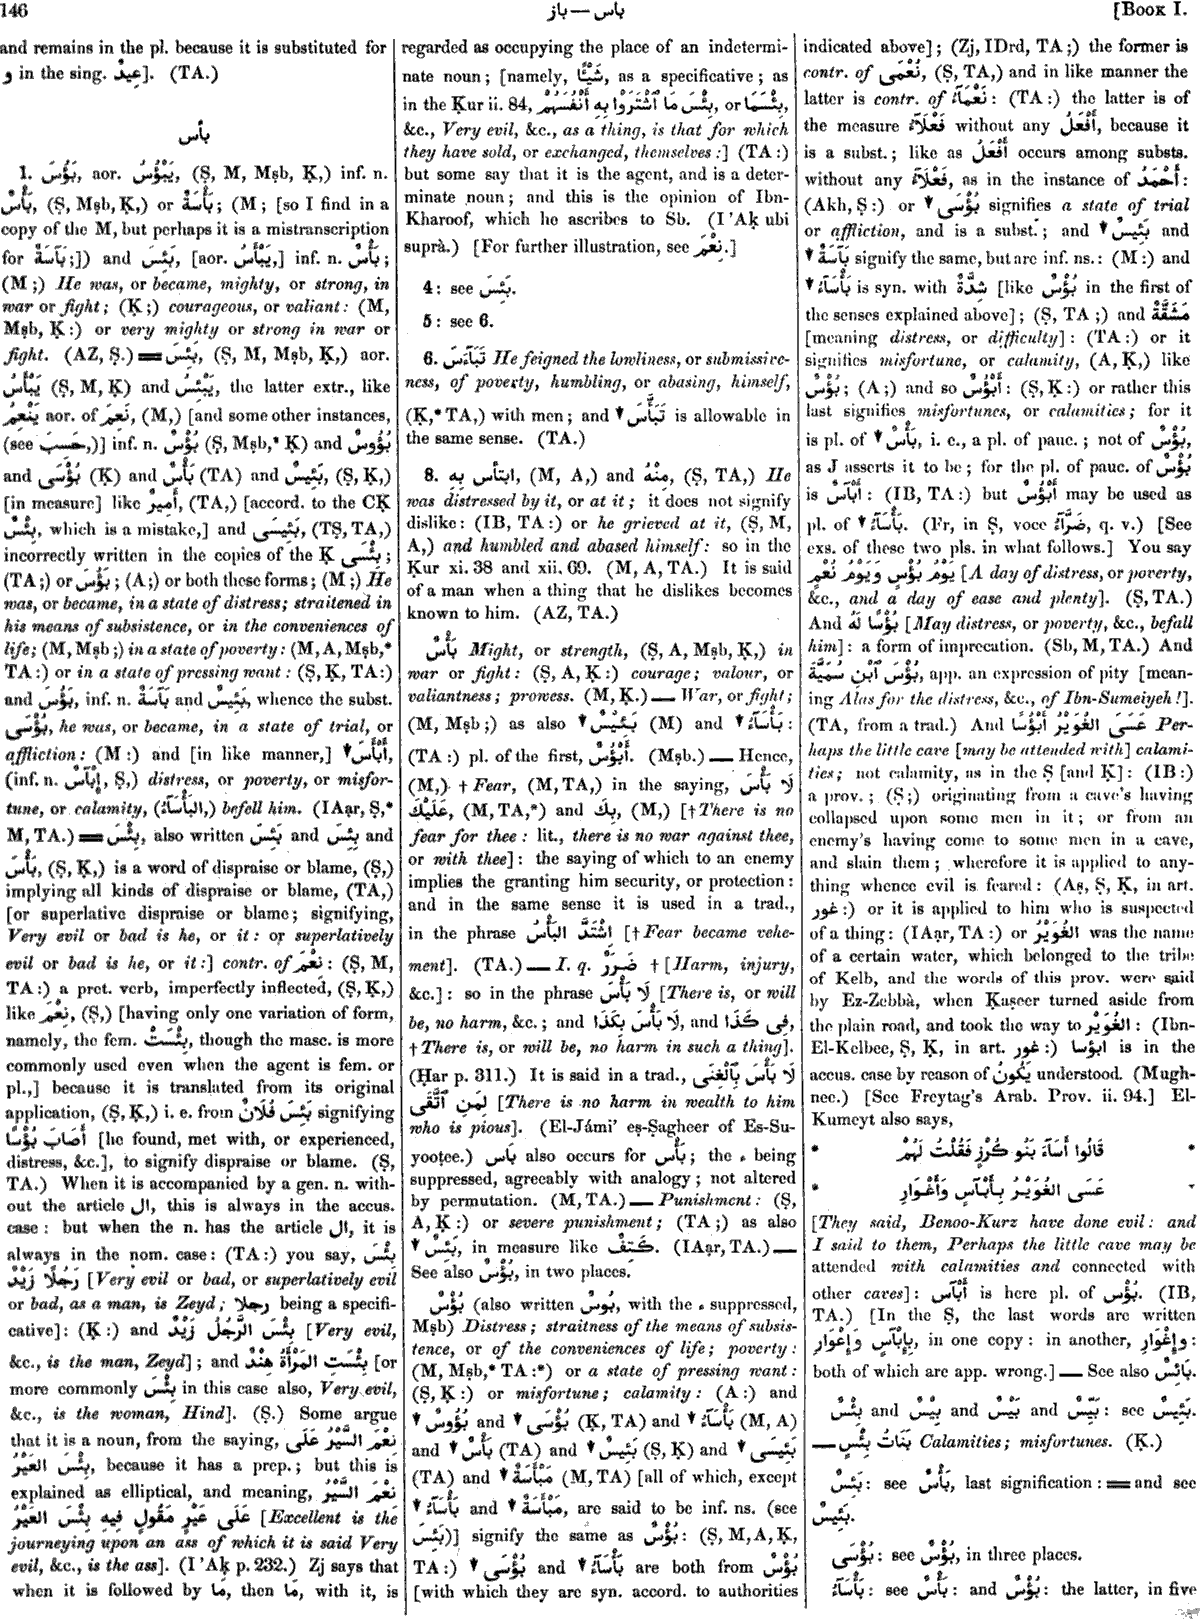 146
بأس — باز
[BOOK I.
and remains in the pl. because it is substituted for
و in the sing. عِيدٌ]. (TA.)
بأس
1. بَؤُسَ, aor. يَبْؤُسُ, (Ṣ, M, Mṣb, Ḳ,) inf. n.
بَأْسٌ, (Ṣ, Mṣb, Ḳ,) or بَآسَةٌ; (M; [so I find in a
copy of the M, but perhaps it is a mistranscription
for بَآسَةٌ;]) and بَئِسَ, [aor. يَبْأَسُ,] inf. n. بَأْسٌ;
(M;) He was, or became, mighty, or strong, in
war or fight; (Ḳ;) courageous, or valiant: (M,
Mṣb, Ḳ:) or very mighty or strong in war or
fight. (AZ, Ṣ.) ═ بَئِسَ, (Ṣ, M, Mṣb, Ḳ,) aor.
يَبْأَسُ (Ṣ, M, Ḳ) and يَبْئِسُ, the latter extr., like
يَنْعِمُ aor. of نَعِمَ, (M,) [and some other instances,
(see حَسِبَ,)] inf. n. بُؤْسٌ (Ṣ, Mṣb,* Ḳ) and بُؤُوسٌ
and بُؤْسَى (Ḳ) and بَأْسٌ (TA) and بَئِيسٌ, (Ṣ, Ḳ,)
[in measure] like أَمِيرٌ, (TA,) [accord. to the CḲ
بَئِسٌ, which is a mistake,] and بَئِيسَى, (TṢ, TA,)
incorrectly written in the copies of the Ḳ بِئْسَى;
(TA;) or بَؤُسَ; (A;) or both these forms; (M;) He
was, or became, in a state of distress; straitened in
his means of subsistence, or in the conveniences of
life; (M, Mṣb;) in a state of poverty: (M, A, Mṣb,*
TA:) or in a state of pressing want: (Ṣ, Ḳ, TA:)
and بَؤُسَ, inf. n. بَآسَةٌ and بَئِيسٌ, whence the subst.
بُؤْسَى, he was, or became, in a state of trial, or
affliction: (M:) and [in like manner,] أَبْأَسَ,
(inf. n. إِبْآسٌ, Ṣ,) distress, or poverty, or misfor-
tune, or calamity, (البَأْسَآءُ,) befell him. (IAạr, Ṣ,*
M, TA.) ═ بِئْسَ, also written بَئْسَ and بِئِسَ and
بَأْسَ, (Ṣ, Ḳ,) is a word of dispraise or blame, (Ṣ,)
implying all kinds of dispraise or blame, (TA,)
[or superlative dispraise or blame; signifying,
Very evil or bad is he, or it: or superlatively
evil or bad is he, or it:] contr. of نِعْمَ: (Ṣ, M,
TA:) a pret. verb, imperfectly inflected, (Ṣ, Ḳ,)
like نِعْمَ, (Ṣ,) [having only one variation of form,
namely, the fem. بِئْسَتْ, though the masc. is more
commonly used even when the agent is fem. or
pl.,] because it is translated from its original
application, (Ṣ, Ḳ,) i. e. from بَئِسَ فُلَانٌ signifying
أَصَابَ بُؤْسًا [he found, met with, or experienced,
distress, &c.], to signify dispraise or blame. (Ṣ,
TA.) When it is accompanied by a gen. n. with-
out the article ال, this is always in the accus.
case: but when the n. has the article ال, it is
always in the nom. case: (TA:) you say, بِئْسَ
رَجُلًا زَيْدٌ [Very evil or bad, or superlatively evil
or bad, as a man, is Zeyd; رجلا being a specifi-
cative]: (Ḳ:) and بِئْسَ الرَّجُلُ زَيْدٌ [Very evil,
&c., is the man, Zeyd]; and بِئْسَتِ المَرْأَةُ هِنْدٌ [or
more commonly بِئْسَ in this case also, Very evil,
&c., is the woman, Hind]. (Ṣ.) Some argue
that it is a noun, from the saying, نِعْمَ السَّيْرُ عَلَى
بِئْسَ العَيْرُ, because it has a prep.; but this is
explained as elliptical, and meaning, نِعْمَ السَّيْرُ
عَلَى عَيْرٍ مَقُولٍ فِيهِ بِئْسَ العَيْرُ [Excellent is the
journeying upon an ass of which it is said Very
evil, &c., is the ass]. (I 'Aḳ p. 232.) Zj says that
when it is followed by مَا, then مَا, with it, is
regarded as occupying the place of an indetermi-
nate noun; [namely, شَيْئًا, as a specificative; as
in the Ḳur ii. 84, بِئْسَ مَا ٱشْتَرَوْا بِهِ أَنْفُسَهُمْ, or بِئْسَمَا,
&c., Very evil, &c., as a thing, is that for which
they have sold, or exchanged, themselves:] (TA:)
but some say that it is the agent, and is a deter-
minate noun; and this is the opinion of Ibn-
Kharoof, which he ascribes to Sb. (I 'Aḳ ubi
suprà.) [For further illustration, see نِعْمَ.]
4: see بَئِسَ.
5: see 6.
6. تَبَآءَسَ He feigned the lowliness, or submissive-
ness, of poverty, humbling, or abasing, himself,
(Ḳ,* TA,) with men; and تَبَأَّسَ is allowable in
the same sense. (TA.)
8. ابتأس بِهِ, (M, A,) and مِنْهُ, (Ṣ, TA,) He
was distressed by it, or at it; it does not signify
dislike: (IB, TA:) or he grieved at it, (Ṣ, M,
A,) and humbled and abased himself: so in the
Ḳur xi. 38 and xii. 69. (M, A, TA.) It is said
of a man when a thing that he dislikes becomes
known to him. (AZ, TA.)
بَأْسٌ Might, or strength, (Ṣ, A, Mṣb, Ḳ,) in
war or fight: (Ṣ, A, Ḳ:) courage; valour, or
valiantness; prowess. (M, Ḳ.) — War, or fight;
(M, Mṣb;) as also بَئِيسٌ (M) and بَأْسَآءُ:
(TA:) pl. of the first, أَبْؤُسٌ. (Mṣb.) — Hence,
(M,) † Fear, (M, TA,) in the saying, لَا بَأْسَ
عَلَيْكَ, (M, TA,*) and بِكَ, (M,) [†There is no
fear for thee: lit., there is no war against thee,
or with thee]: the saying of which to an enemy
implies the granting him security, or protection:
and in the same sense it is used in a trad.,
in the phrase اشْتَدَّ البَأْسُ [† Fear became vehe-
ment]. (TA.) — I. q. ضَرَرٌ † [Harm, injury,
&c.]: so in the phrase لَا بَأْسَ [There is, or will
be, no harm, &c.; and لَا بَأْسَ بِكَذَا, and فِى كَذَا,
† There is, or will be, no harm in such a thing].
(Ḥar p. 311.) It is said in a trad., لَا بَأْسَ بِٱلْغِنَى
لِمَنِ ٱتَّقَى [There is no harm in wealth to him
who is pious]. (El-Jámi' eṣ-Ṣagheer of Es-Su-
yooṭee.) باس also occurs for بَأْس; the ء being
suppressed, agreeably with analogy; not altered
by permutation. (M, TA.) — Punishment: (Ṣ,
A, Ḳ:) or severe punishment; (TA;) as also
بَئِسٌ, in measure like كَتِفٌ. (IAạr, TA.) —
See also بُؤْسٌ, in two places.
بُؤْسٌ (also written بُوسٌ, with the ء suppressed,
Mṣb) Distress; straitness of the means of subsis-
tence, or of the conveniences of life; poverty:
(M, Mṣb,* TA:*) or a state of pressing want:
(Ṣ, Ḳ:) or misfortune; calamity: (A:) and
بُؤُوسٌ and بُؤْسَى (Ḳ, TA) and بَأْسَآءُ (M, A)
and بَأْسٌ (TA) and بَئِيسٌ (Ṣ, Ḳ) and بَئِيسَى
(TA) and مَبْأَسَةٌ (M, TA) [all of which, except
بَأْسَآءُ and مَبْأَسَةٌ, are said to be inf. ns. (see
بَئِسَ)] signify the same as بُؤْسٌ: (Ṣ, M, A, Ḳ,
TA:) بُؤْسَى and بَأْسَآءُ are both from بُؤْسٌ
[with which they are syn. accord. to authorities
indicated above]; (Zj, IDrd, TA;) the former is
contr. of نُعْمَى, (Ṣ, TA,) and in like manner the
latter is contr. of نَعْمَآءُ: (TA:) the latter is of
the measure فَعْلَآءُ without any أَفْعَلُ, because it
is a subst.; like as أَفْعَلُ occurs among substs.
without any فَعْلَآءُ, as in the instance of أَحْمَدُ:
(Akh, Ṣ:) or بُؤْسَى signifies a state of trial
or affliction, and is a subst.; and بَئِيسٌ and
بَآسَةٌ signify the same, but are inf. ns.: (M:) and
بَأْسَآءُ is syn. with شِدَّةٌ [like بُؤْسٌ in the first of
the senses explained above]; (Ṣ, TA;) and مَشَقَّةٌ
[meaning distress, or difficulty]: (TA:) or it
signifies misfortune, or calamity, (A, Ḳ,) like
بُؤْسٌ; (A;) and so أَبْؤُسٌ: (Ṣ, Ḳ:) or rather this
last signifies misfortunes, or calamities; for it
is pl. of بَأْسٌ, i. e., a pl. of pauc.; not of بُؤْسٌ,
as J asserts it to be; for the pl. of pauc. of بُؤْسٌ
is أَبْآسٌ: (IB, TA:) but أَبْؤُسٌ may be used as
pl. of بَأْسَآءُ. (Fr, in Ṣ, voce ضَرَّآءُ, q. v.) [See
exs. of these two pls. in what follows.] You say
يَوْمُ بُؤْسٍ وَيَوْمُ نُعْمٍ [A day of distress, or poverty,
&c., and a day of ease and plenty]. (Ṣ, TA.)
And بُؤْسًا لَهُ [May distress, or poverty, &c., befall
him]: a form of imprecation. (Sb, M, TA.) And
بُؤْسَ ٱبْنِ سُمَيَّةَ, app. an expression of pity [mean-
ing Alas for the distress, &c., of Ibn-Sumeiyeh!].
(TA, from a trad.) And عَسَى الغُوَيْرُ أَبْؤُسًا Per-
haps the little cave [may be attended with] calami-
ties; not calamity, as in the Ṣ [and Ḳ]: (IB:)
a prov.; (Ṣ;) originating from a cave's having
collapsed upon some men in it; or from an
enemy's having come to some men in a cave,
and slain them; wherefore it is applied to any-
thing whence evil is feared: (Aṣ, Ṣ, Ḳ, in art.
غور:) or it is applied to him who is suspected
of a thing: (IAạr, TA:) or الغُوَيْرُ was the name
of a certain water, which belonged to the tribe
of Kelb, and the words of this prov. were said
by Ez-Zebbà, when Ḳaṣeer turned aside from
the plain road, and took the way to الغُوَيْر: (Ibn-
El-Kelbee, Ṣ, Ḳ, in art. غور:) ابؤسا is in the
accus. case by reason of يَكُونُ understood. (Mugh-
nee.) [See Freytag's Arab. Prov. ii. 94.] El-
Kumeyt also says,
* قَالُوا أَسَآءَ بَنُو كُرْزٍ فَقُلْتُ لَهُمْ *
* عَسَى الغُوَيْرُ بِأَبْآسٍ وَأَغْوَارِ *
[They said, Benoo-Kurz have done evil: and
I said to them, Perhaps the little cave may be
attended with calamities and connected with
other caves]: أَبْآس is here pl. of بُؤْس. (IB,
TA.) [In the Ṣ, the last words are written
بِإِبْآسٍ وَإِغْوَارِ, in one copy: in another, وَإِغْوَار:
both of which are app. wrong.] — See also بَائِسٌ.
بِئْسٌ and بِيْسٌ and بَيْسٌ and بَيِّسٌ: see بَئِيسٌ.
— بَنَاتُ بِئْسٍ Calamities; misfortunes. (Ḳ.)
بَئِسٌ: see بَأْسٌ, last signification: ═ and see
بَئِيسٌ.
بُؤْسَى: see بُؤْسٌ, in three places.
بَأْسَآءُ: see بَأْسٌ: and بُؤْسٌ: the latter, in five